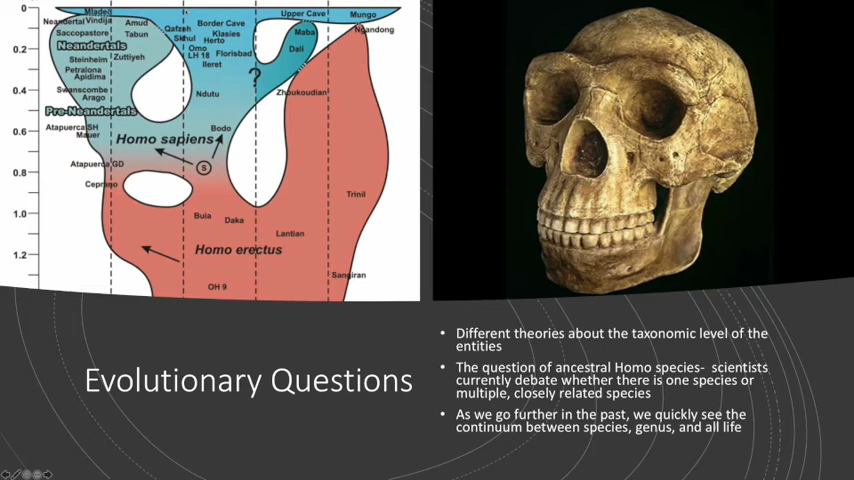 0
0.2
0.4
0.6
0.8
1.0
1.2
Mladeč
Neandertal Vindija
Saccopastore
Neandertals
Steinheim
Petralona
Apidima
Swanscombe
Arago
Pre-Neandertals
Atapuerca SH
Mauer
Atapuerca GD
Ceprano
Amud
Tabun
Zuttiyeh
Qafzeh
Skhul
Border Cave
Klasies
Herto
Omo
Florisbad
LH 18
Ileret
Ndutu
Bodo
Homo sapiens
S
?
Upper Cave
Maba
Dali
Zhoukoudian
Mungo
Ngandong
Trinil
Buia
Daka
Lantian
Homo erectus
Sangiran
OH 9
Evolutionary Questions
• Different theories about the taxonomic level of the
entities
• The question of ancestral Homo species- scientists
currently debate whether there is one species or
multiple, closely related species
• As we go further in the past, we quickly see the
continuum between species, genus, and all life